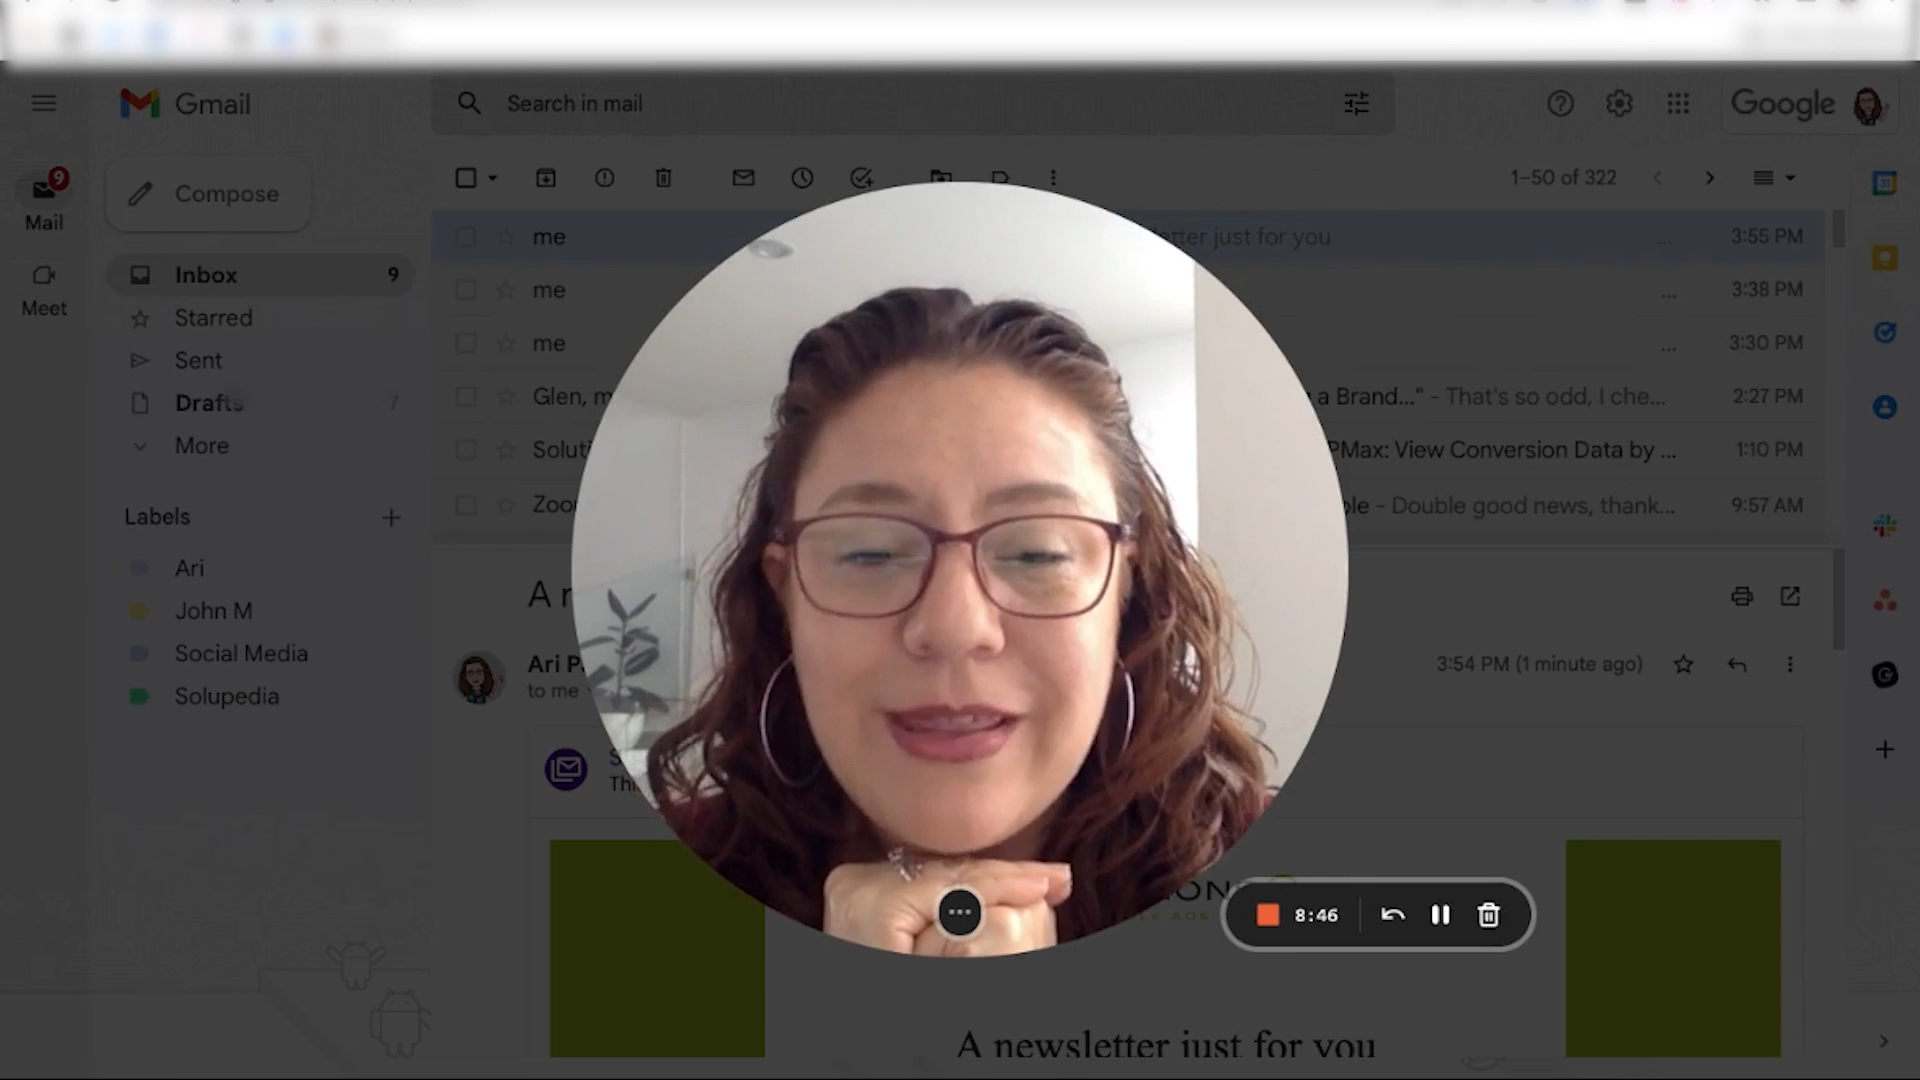 Gmail
Search in mail
Google
9
Mail
Compose
1–50 of 322
31
Meet
Inbox 9
Starred
Sent
Drafts 7
More
me
just for you
...
3:55 PM
me
...
3:38 PM
me
...
3:30 PM
Glen,
a Brand..." - That's so odd, I che...
2:27 PM
PMax: View Conversion Data by ...
1:10 PM
- Double good news, thank...
9:57 AM
Labels
Ari
John M
Social Media
Solupedia
A
Ari P
to me
3:54 PM (1 minute ago)
8:46
A newsletter just for you